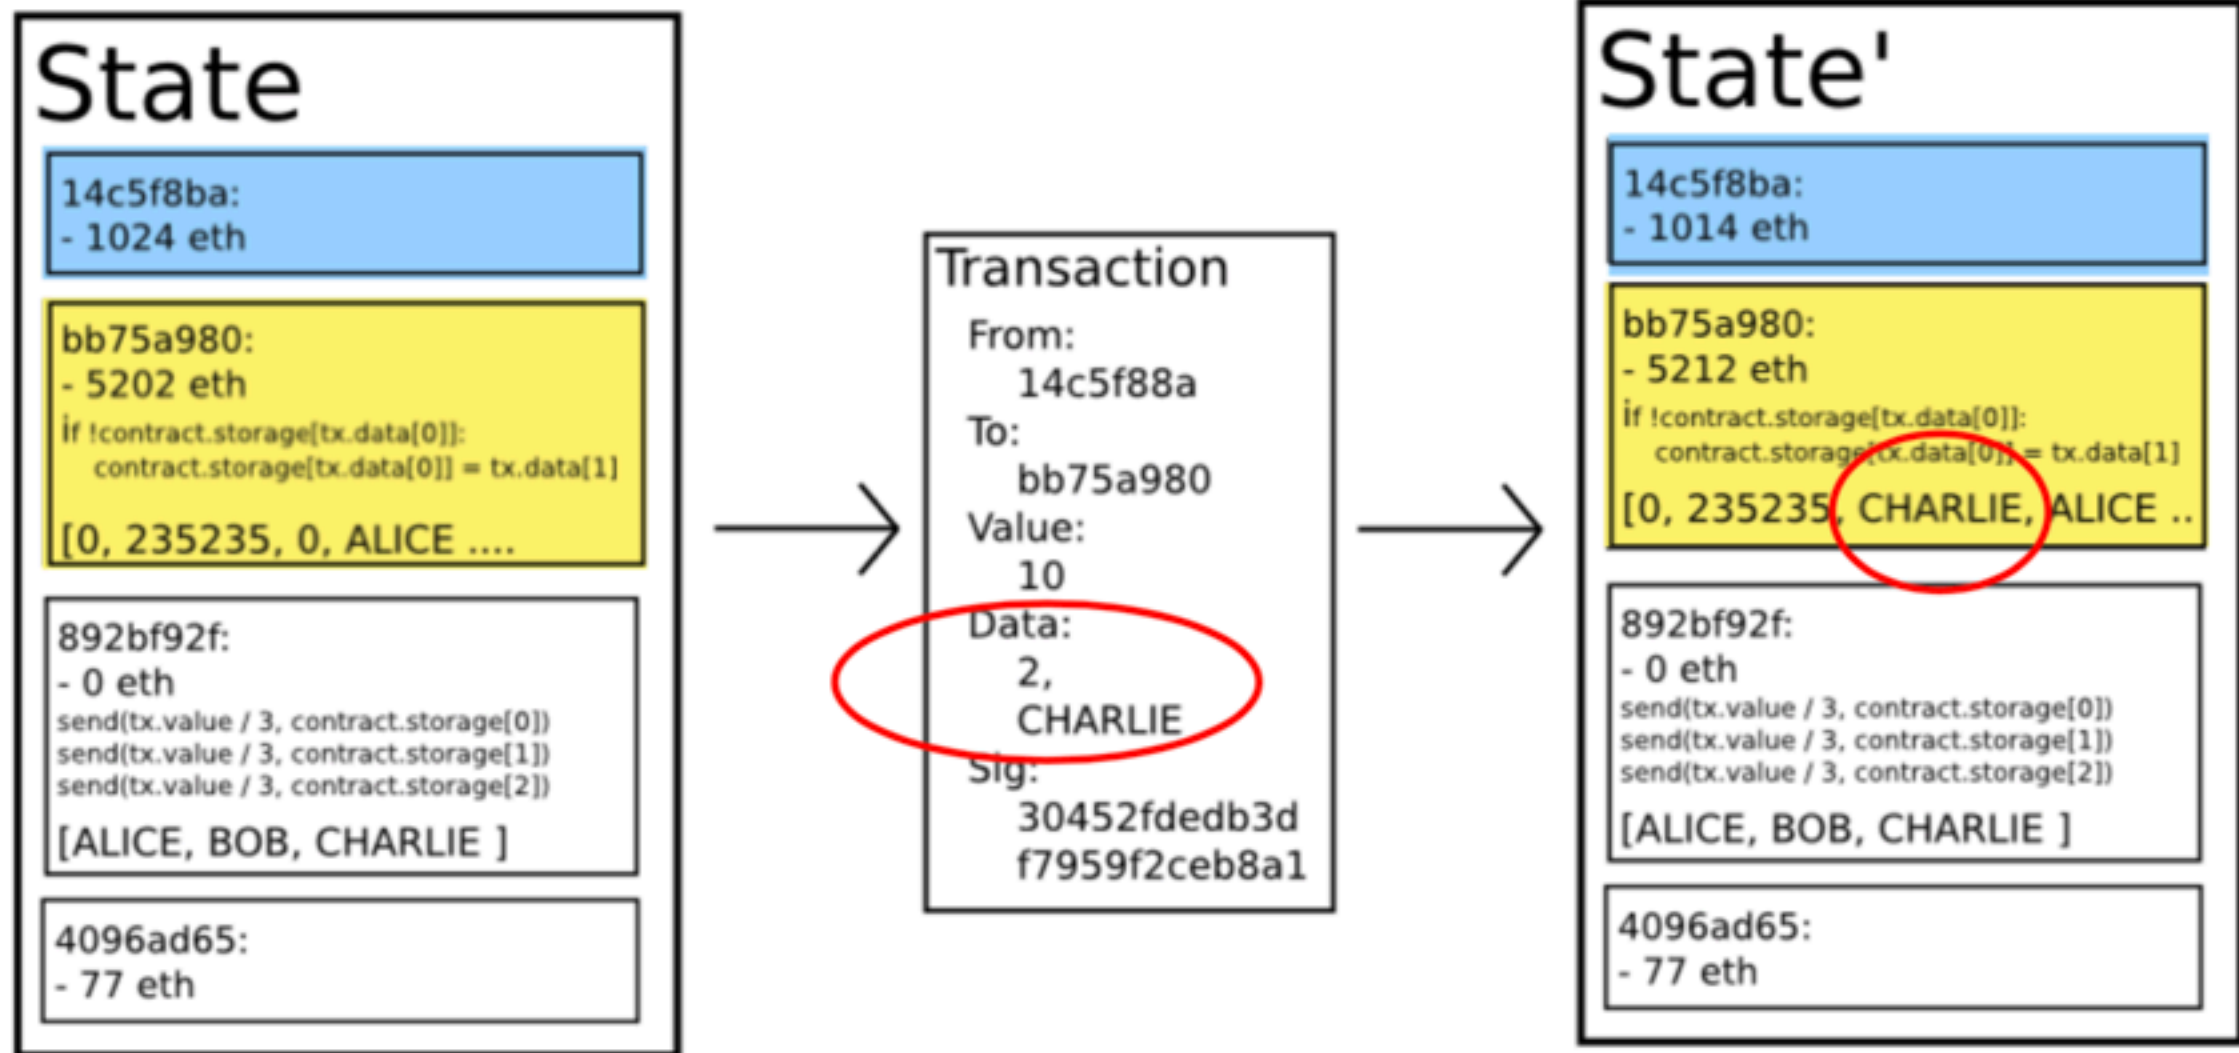 State
14c5f8ba:
- 1024 eth
bb75a980:
- 5202 eth
if !contract.storage[tx.data[0]]:
contract.storage[tx.data[0]] = tx.data[1]
[0, 235235, 0, ALICE ....
892bf92f:
- 0 eth
send(tx.value / 3, contract.storage[0])
send(tx.value / 3, contract.storage[1])
send(tx.value / 3, contract.storage[2])
[ALICE, BOB, CHARLIE ]
4096ad65:
- 77 eth
Transaction
From:
14c5f88a
To:
bb75a980
Value:
10
Data:
2,
CHARLIE
Sig:
30452fdedb3d
f7959f2ceb8a1
State'
14c5f8ba:
- 1014 eth
bb75a980:
- 5212 eth
if !contract.storage[tx.data[0]]:
contract.storage[tx.data[0]] = tx.data[1]
[0, 235235, CHARLIE, ALICE ..
892bf92f:
- 0 eth
send(tx.value / 3, contract.storage[0])
send(tx.value / 3, contract.storage[1])
send(tx.value / 3, contract.storage[2])
[ALICE, BOB, CHARLIE ]
4096ad65:
- 77 eth